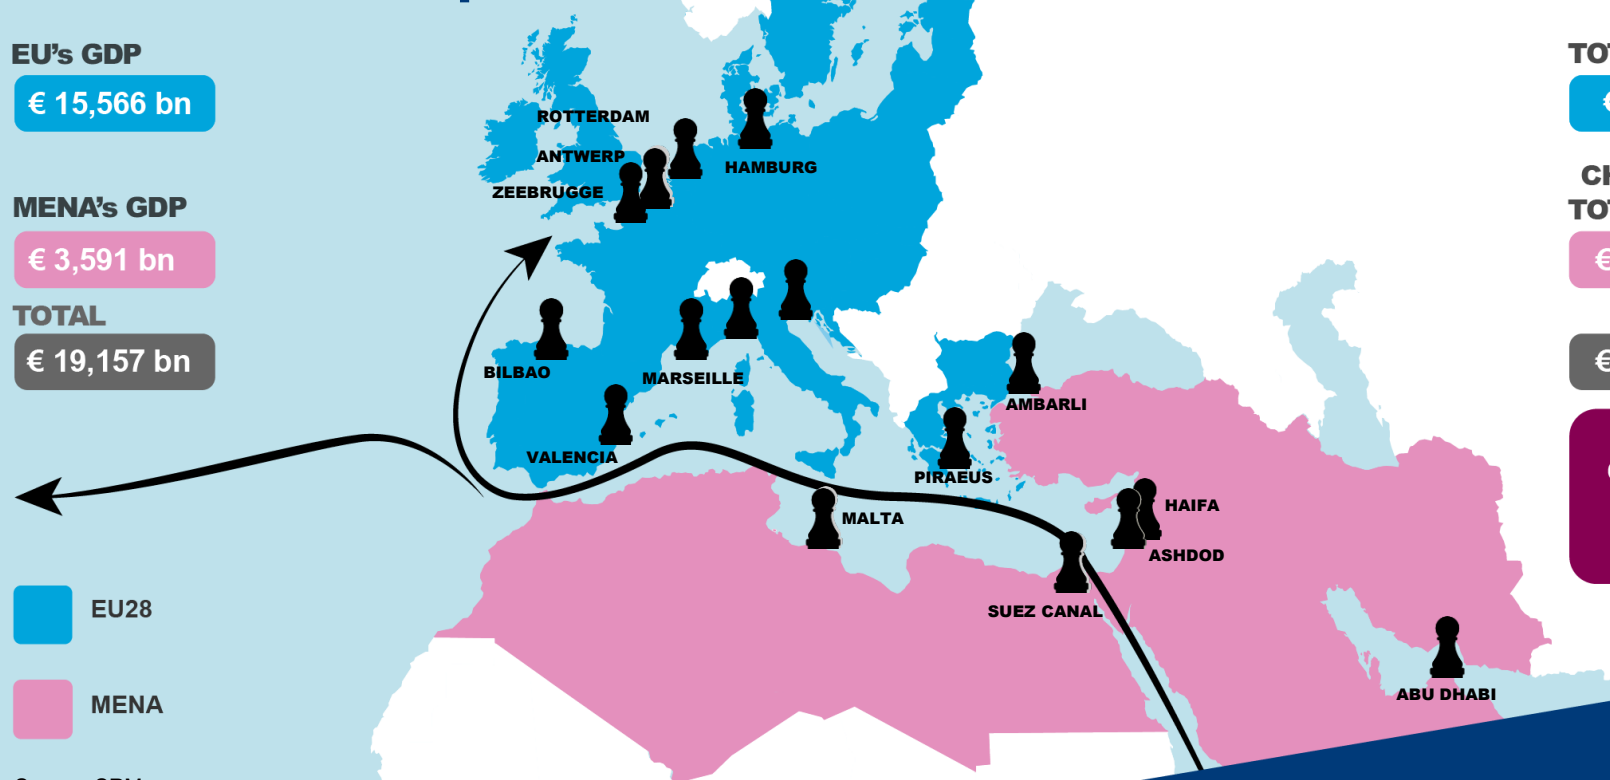 EU's GDP
€ 15,566 bn
MENA's GDP
€ 3,591 bn
TOTAL
€ 19,157 bn
EU28
MENA
ROTTERDAM
ANTWERP
ZEEBRUGGE
HAMBURG
BILBAO
MARSEILLE
VALENCIA
AMBARLI
PIRAEUS
MALTA
HAIFA
ASHDOD
SUEZ CANAL
ABU DHABI
€
€